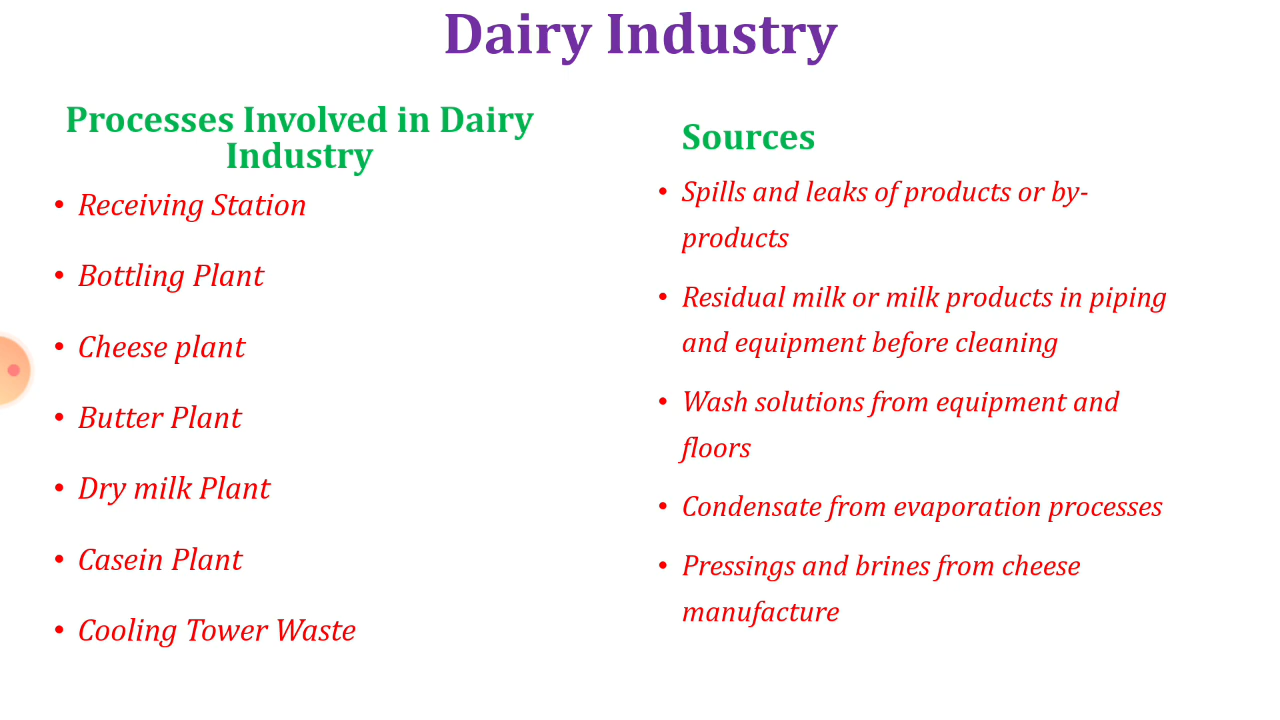 Dairy Industry
Processes Involved in Dairy
Industry
• Receiving Station
• Bottling Plant
• Cheese plant
• Butter Plant
• Dry milk Plant
• Casein Plant
• Cooling Tower Waste
Sources
• Spills and leaks of products or by-
products
• Residual milk or milk products in piping
and equipment before cleaning
• Wash solutions from equipment and
floors
• Condensate from evaporation processes
• Pressings and brines from cheese
manufacture